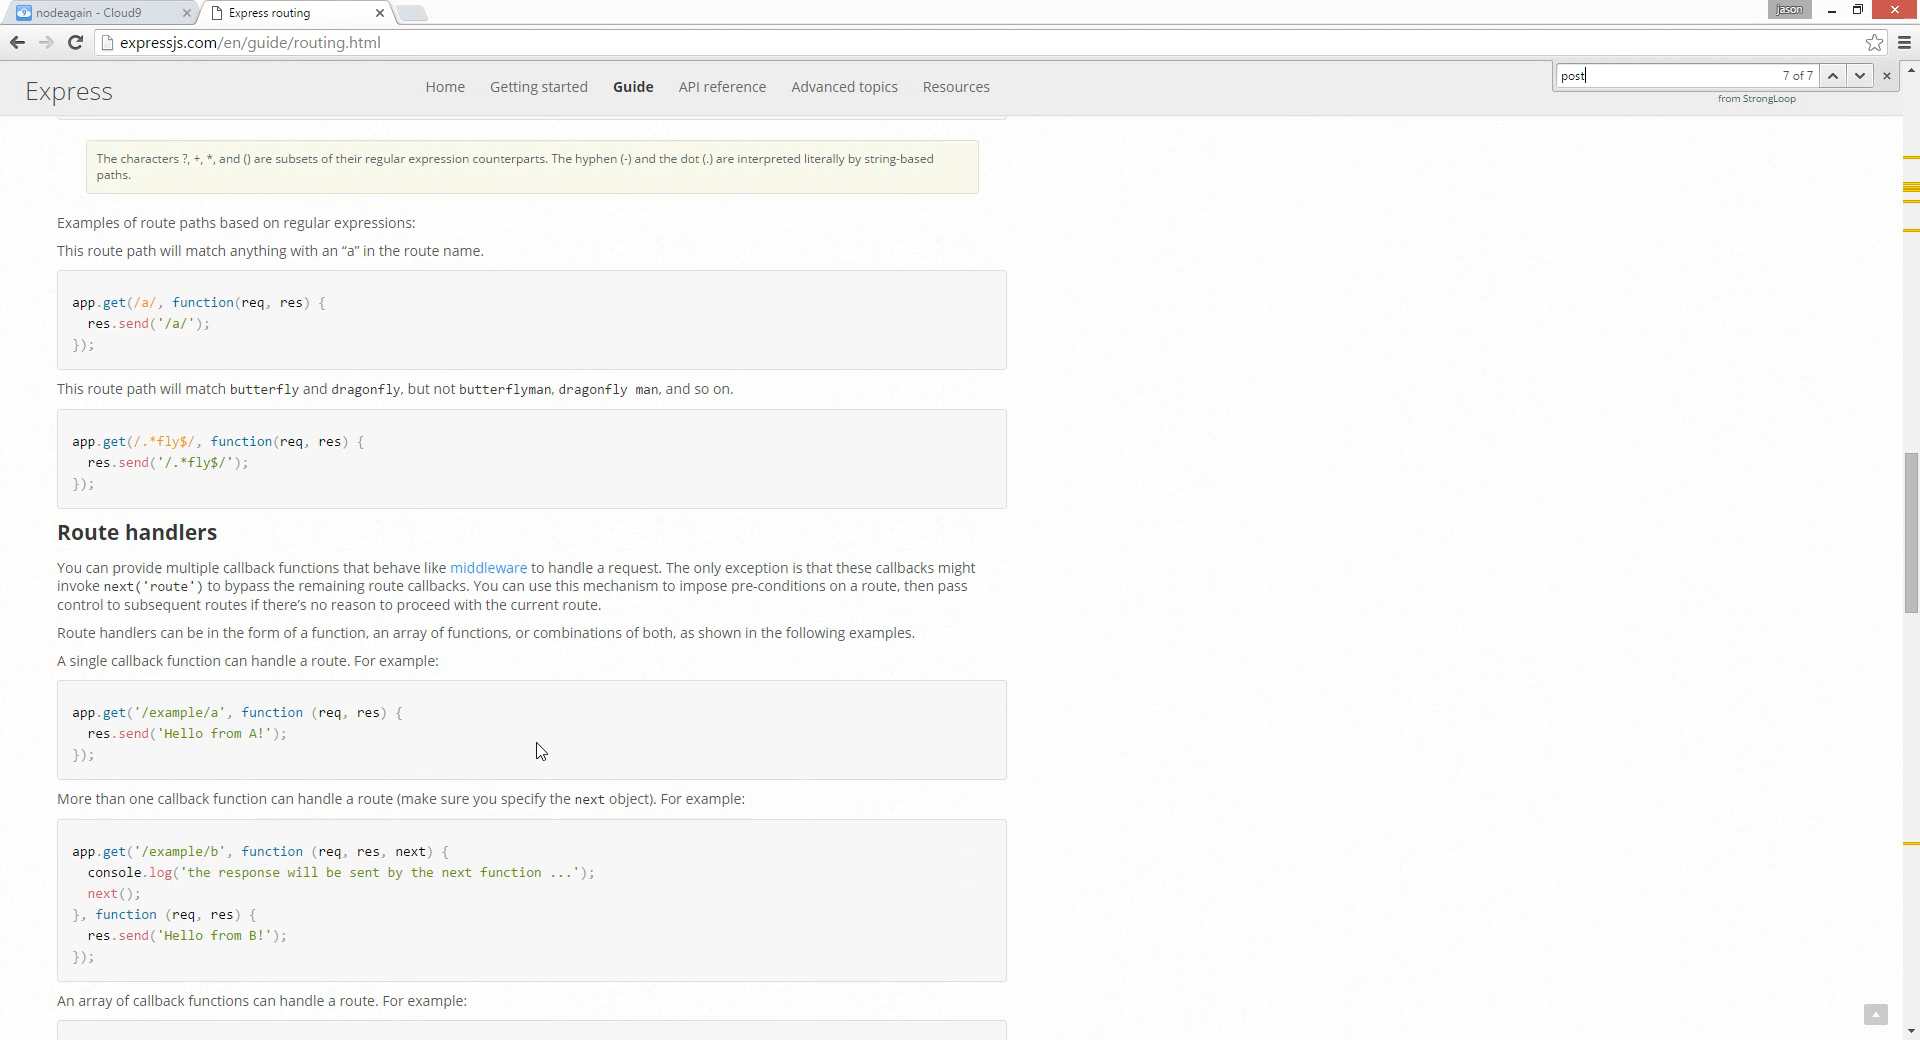 nodeagain - Cloud9
Express routing
jason
expressjs.com/en/guide/routing.html
Express
Home
Getting started
Guide
API reference
Advanced topics
Resources
post
7 of 7
from StrongLoop
The characters ?, +, *, and () are subsets of their regular expression counterparts. The hyphen (-) and the dot (.) are interpreted literally by string-based
paths.
Examples of route paths based on regular expressions:
This route path will match anything with an “a” in the route name.
app.get(/a/, function(req, res) {
  res.send('/a/');
});
This route path will match butterfly and dragonfly, but not butterflyman, dragonfly man, and so on.
app.get(/.*fly$/, function(req, res) {
  res.send('/.*fly$/');
});
Route handlers
You can provide multiple callback functions that behave like middleware to handle a request. The only exception is that these callbacks might
invoke next('route') to bypass the remaining route callbacks. You can use this mechanism to impose pre-conditions on a route, then pass
control to subsequent routes if there’s no reason to proceed with the current route.
Route handlers can be in the form of a function, an array of functions, or combinations of both, as shown in the following examples.
A single callback function can handle a route. For example:
app.get('/example/a', function (req, res) {
  res.send('Hello from A!');
});
More than one callback function can handle a route (make sure you specify the next object). For example:
app.get('/example/b', function (req, res, next) {
  console.log('the response will be sent by the next function ...');
  next();
}, function (req, res) {
  res.send('Hello from B!');
});
An array of callback functions can handle a route. For example: